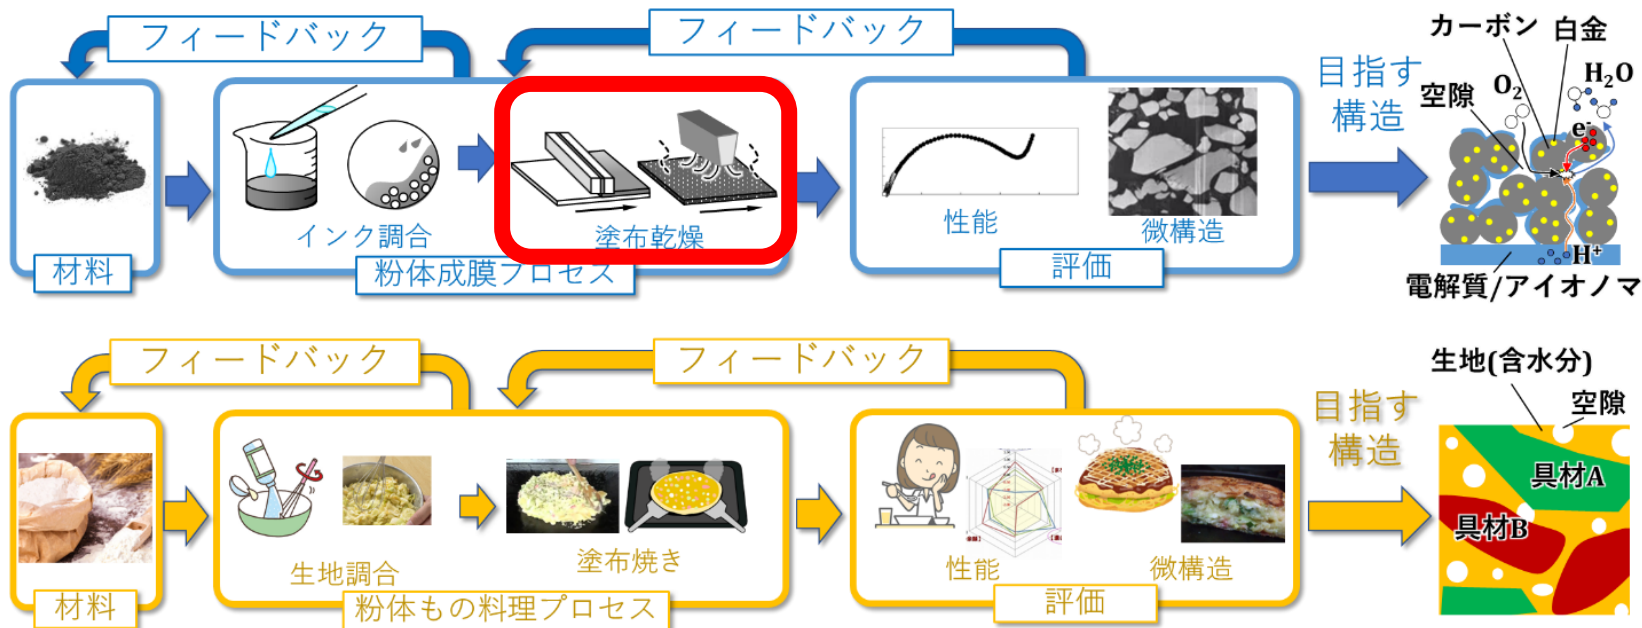 フィードバック
フィードバック
材料
インク調合
塗布乾燥
粉体成膜プロセス
性能
微構造
評価
目指す
構造
カーボン
白金
空隙
O₂
H₂O
e⁻
H⁺
電解質/アイオノマ
フィードバック
フィードバック
材料
生地調合
塗布焼き
粉体もの料理プロセス
性能
微構造
評価
目指す
構造
生地(含水分)
空隙
具材A
具材B